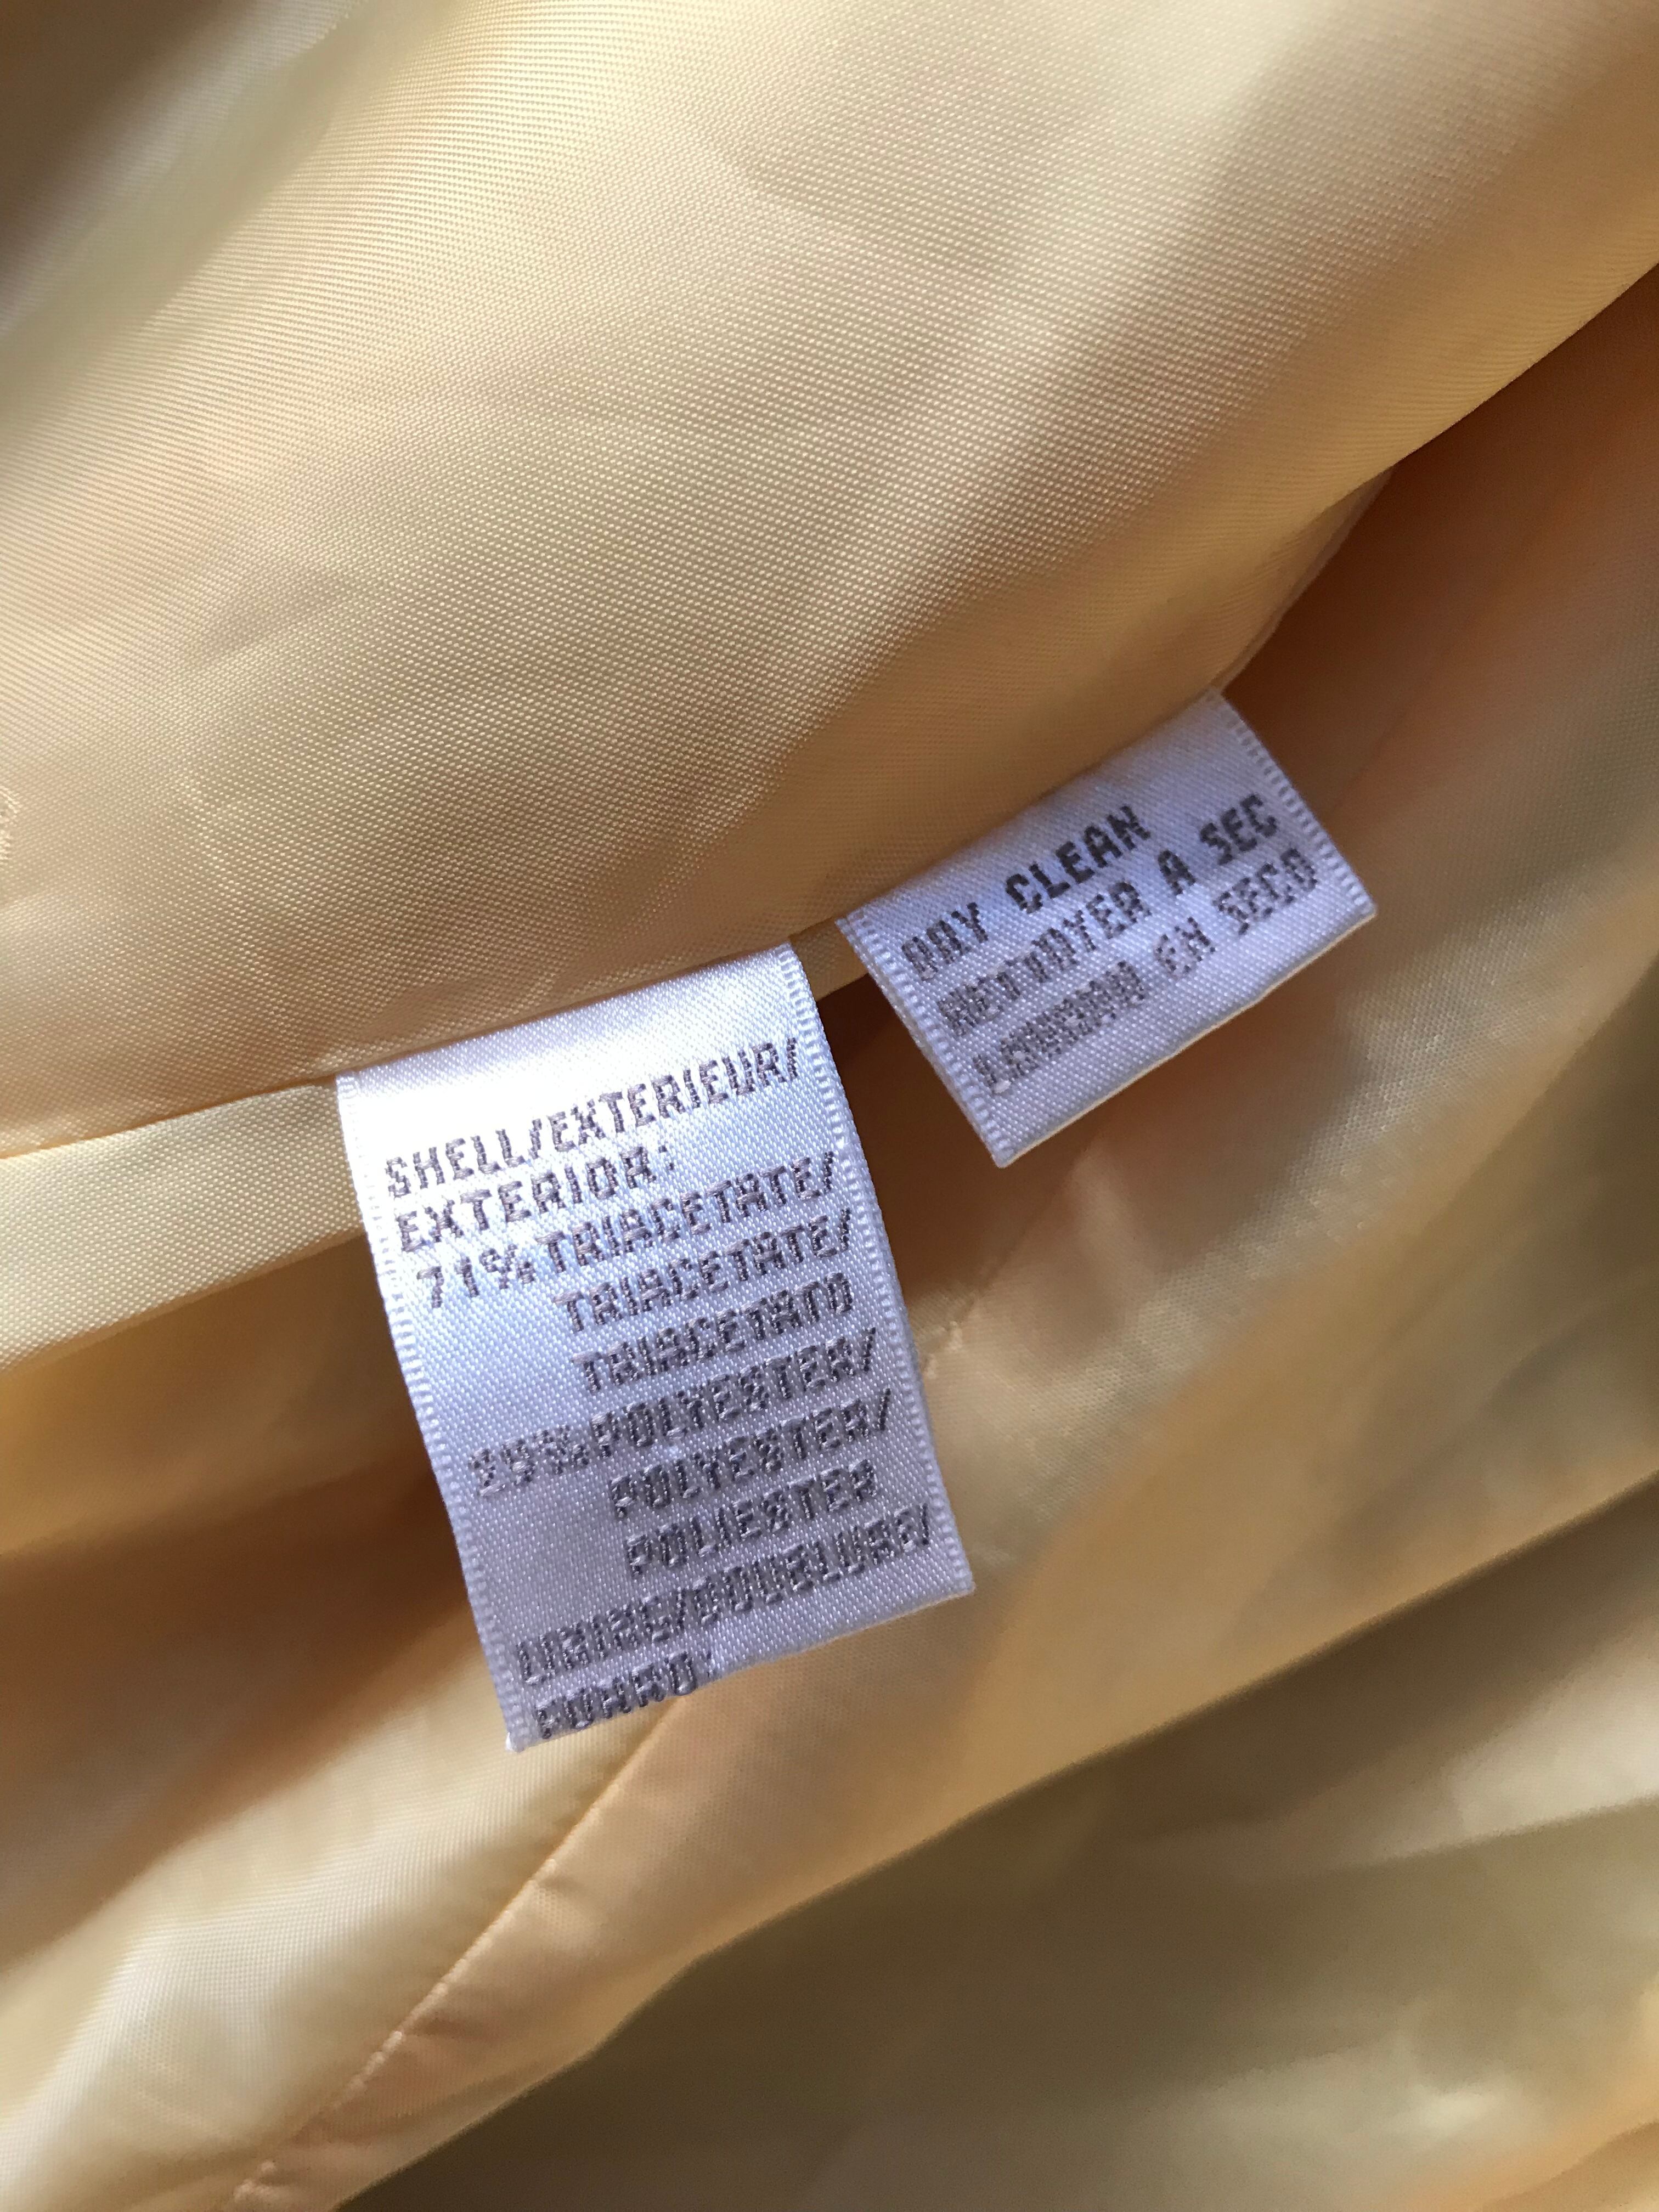 SHELL/EXTERIEUR/
EXTERIOR:
71% TRIACETATE/
TRIACETATE/
TRIACETATO
29% POLYESTER/
POLYESTER/
POLIESTER
LINING/DOUBLURE/
FORRO:
DRY CLEAN
NETTOYER A SEC
LAVADO EN SECO